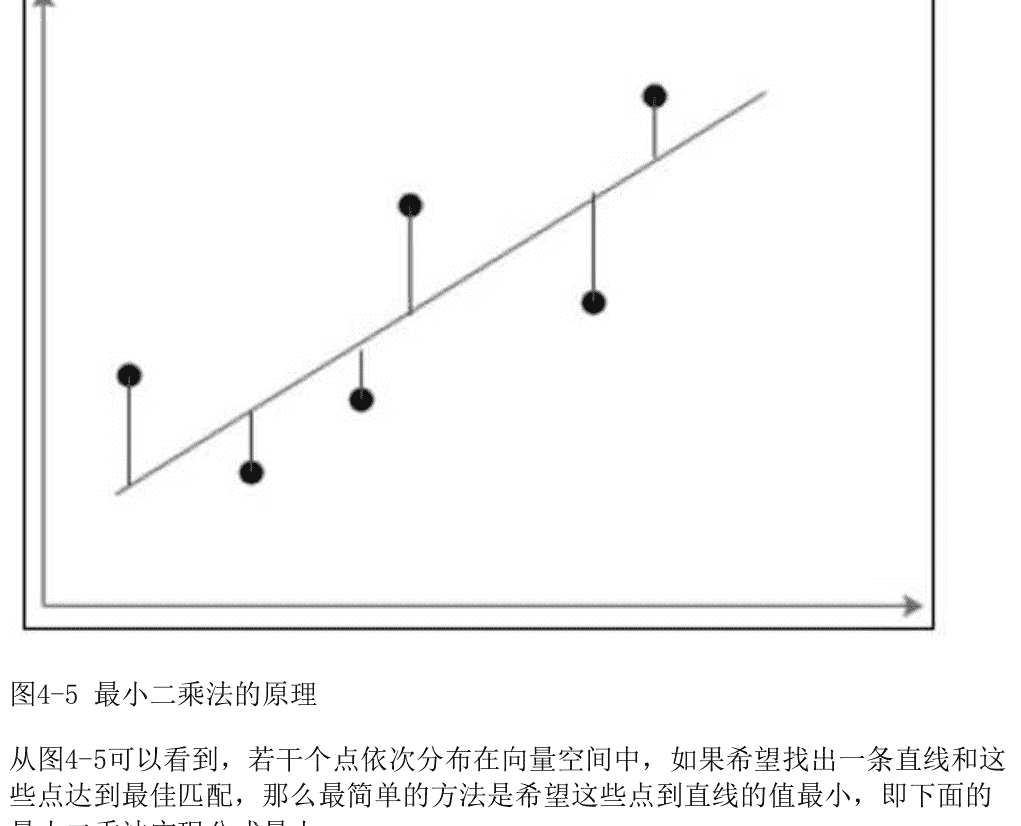 图4-5 最小二乘法的原理
从图4-5可以看到，若干个点依次分布在向量空间中，如果希望找出一条直线和这
些点达到最佳匹配，那么最简单的方法是希望这些点到直线的值最小，即下面的